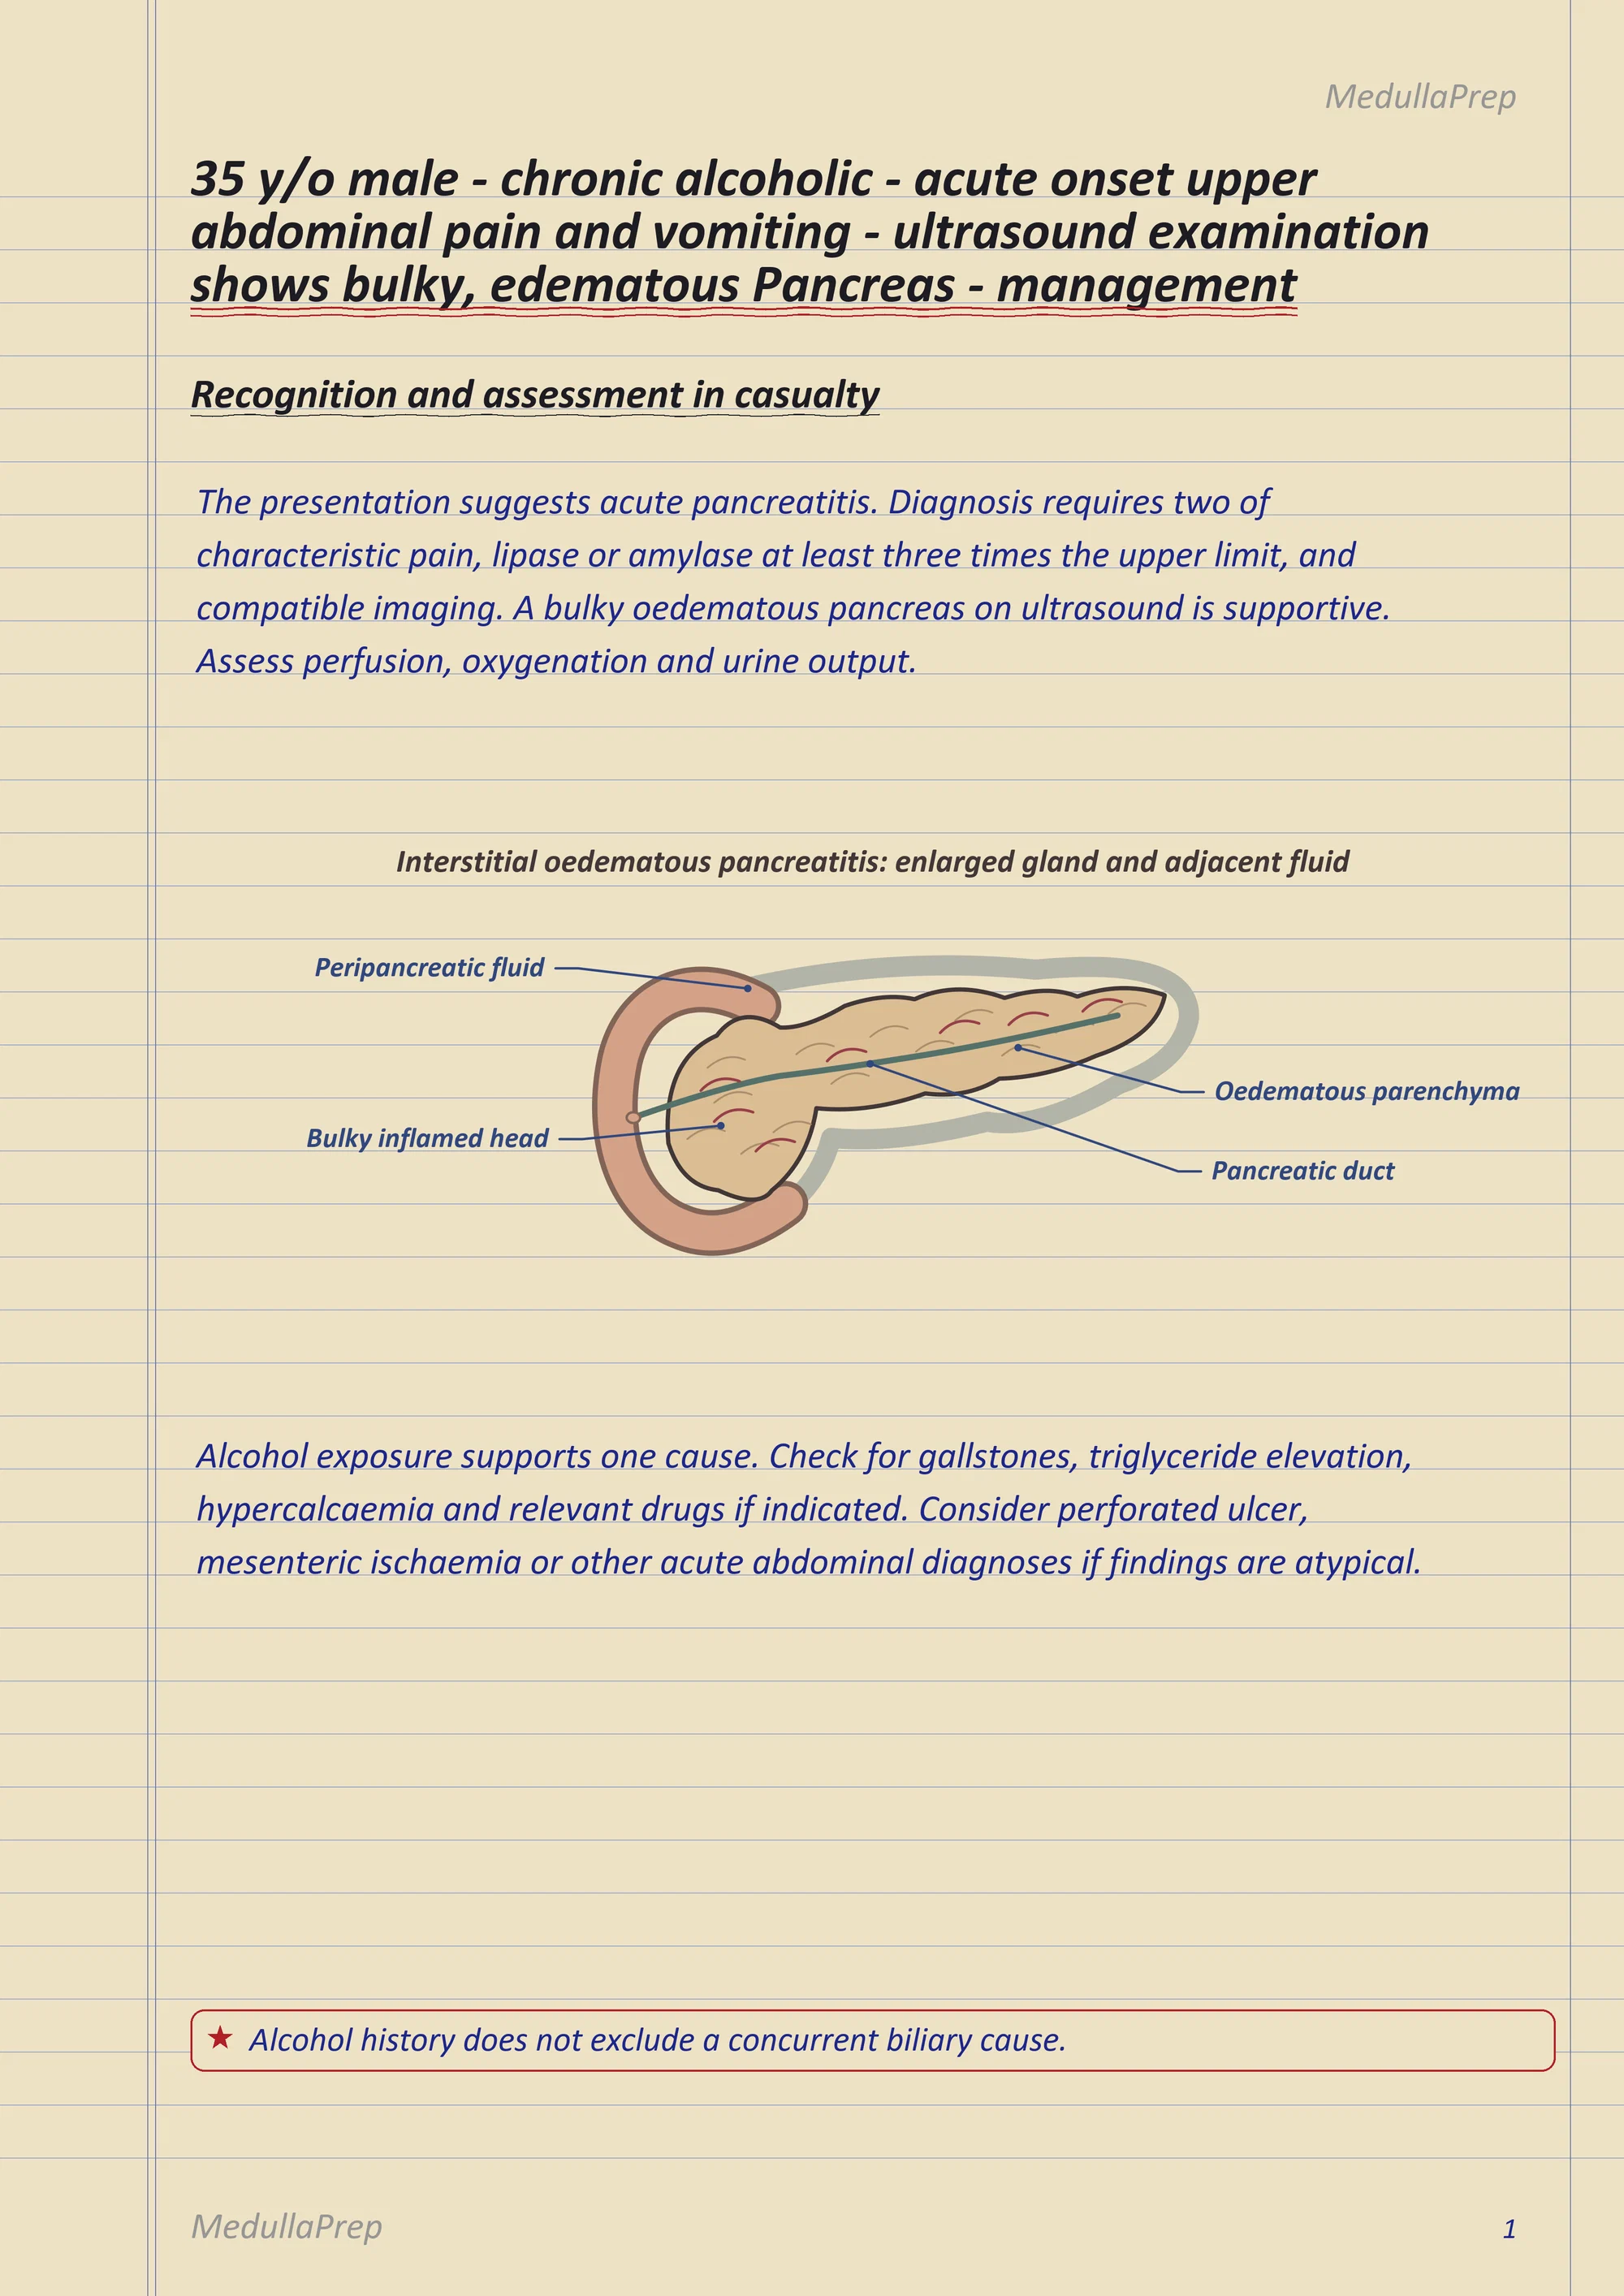 MedullaPrep
35 y/o male - chronic alcoholic - acute onset upper
abdominal pain and vomiting - ultrasound examination
shows bulky, edematous Pancreas - management
Recognition and assessment in casualty
The presentation suggests acute pancreatitis. Diagnosis requires two of
characteristic pain, lipase or amylase at least three times the upper limit, and
compatible imaging. A bulky oedematous pancreas on ultrasound is supportive.
Assess perfusion, oxygenation and urine output.
Interstitial oedematous pancreatitis: enlarged gland and adjacent fluid
Peripancreatic fluid
Oedematous parenchyma
Bulky inflamed head
Pancreatic duct
Alcohol exposure supports one cause. Check for gallstones, triglyceride elevation,
hypercalcaemia and relevant drugs if indicated. Consider perforated ulcer,
mesenteric ischaemia or other acute abdominal diagnoses if findings are atypical.
★ Alcohol history does not exclude a concurrent biliary cause.
MedullaPrep
1